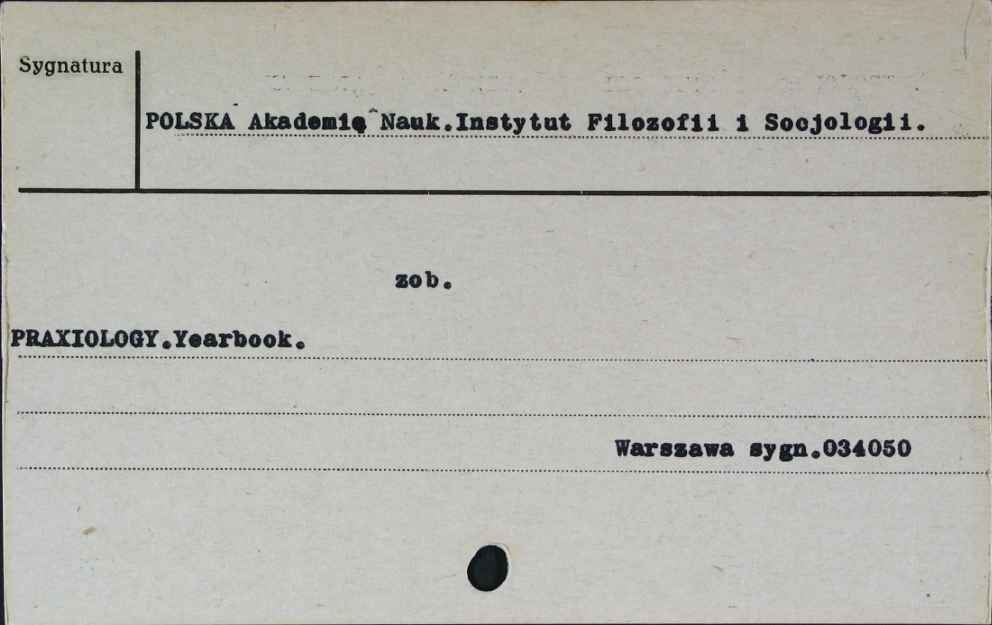 Sygnatura
POLSKA Akademię Nauk.Instytut Filozofii i Socjologii.
zob.
PRAXIOLOGY.Yearbook.
Warszawa sygn.034050